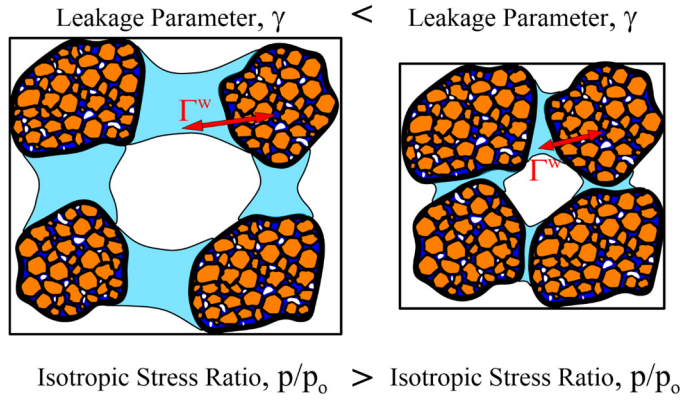 Leakage Parameter, γ < Leakage Parameter, γ
Γʷ
Γʷ
Isotropic Stress Ratio, p/pₒ > Isotropic Stress Ratio, p/pₒ